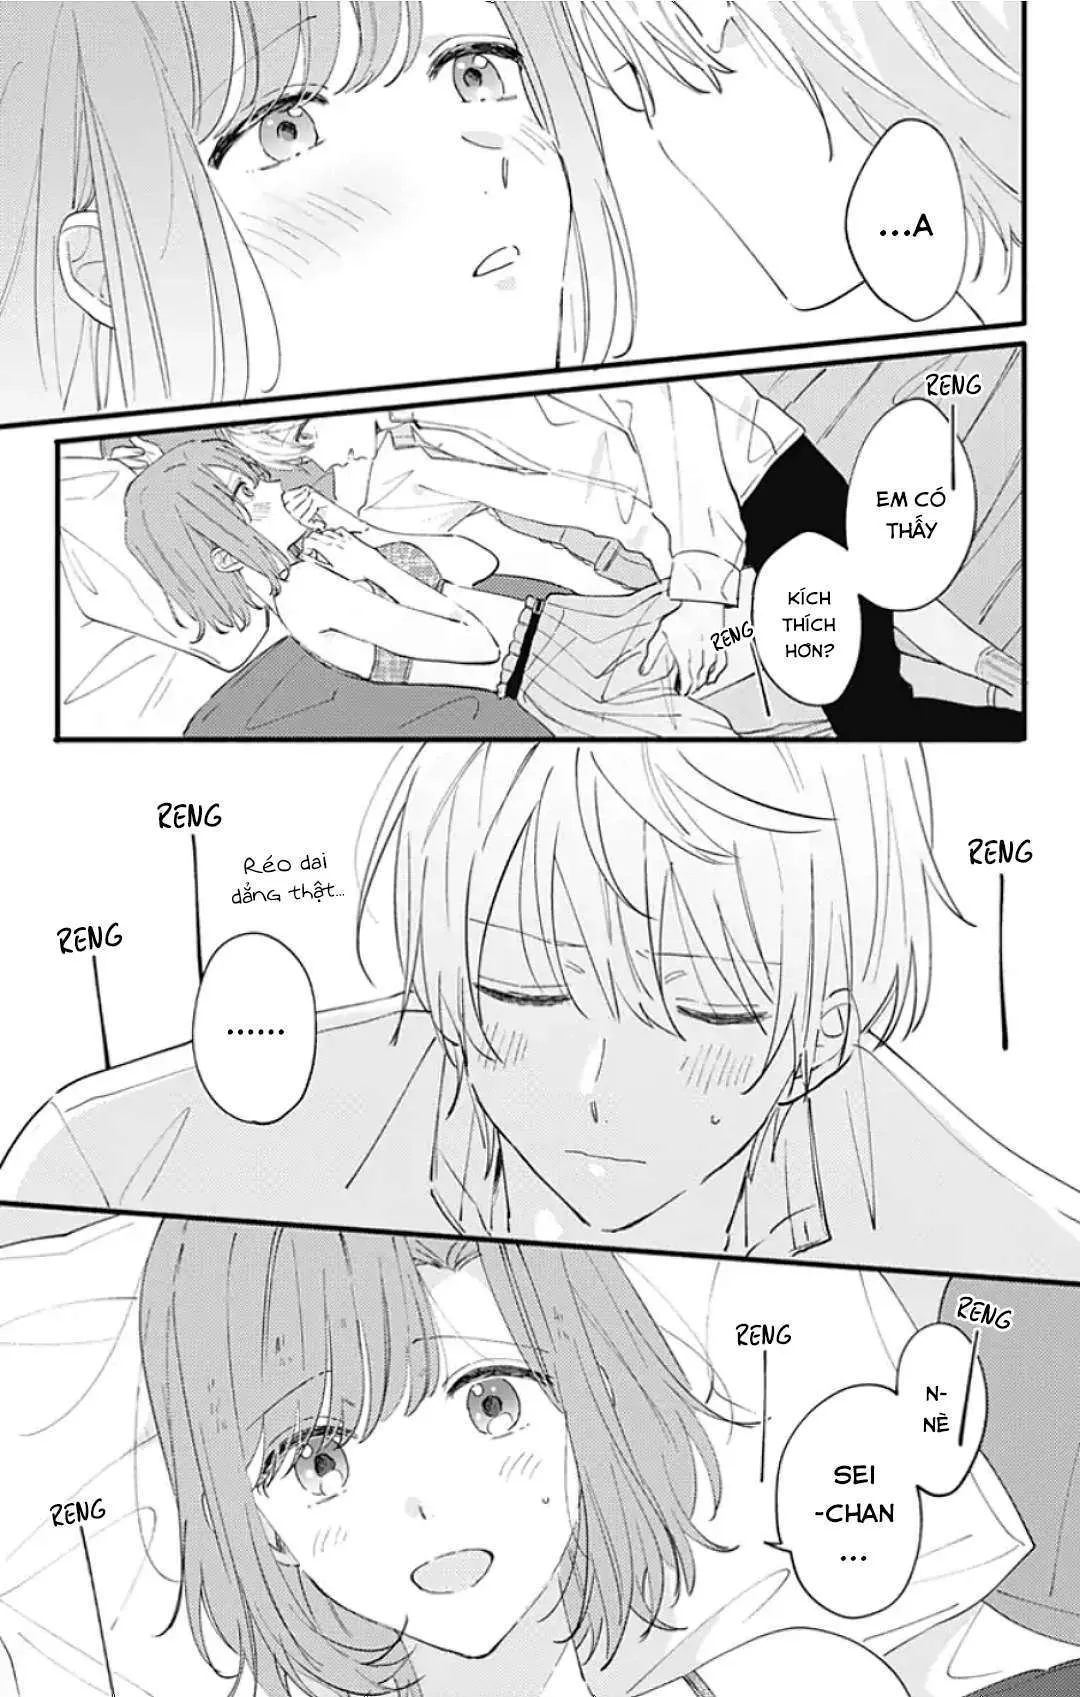 ...A
RENG
EM CÓ
THẤY
KÍCH
THÍCH
HƠN?
RENG
RENG
RENG
Réo dai
dẳng thật...
RENG
......
RENG
RENG
N-
NÈ
SEI
-CHAN
...
RENG